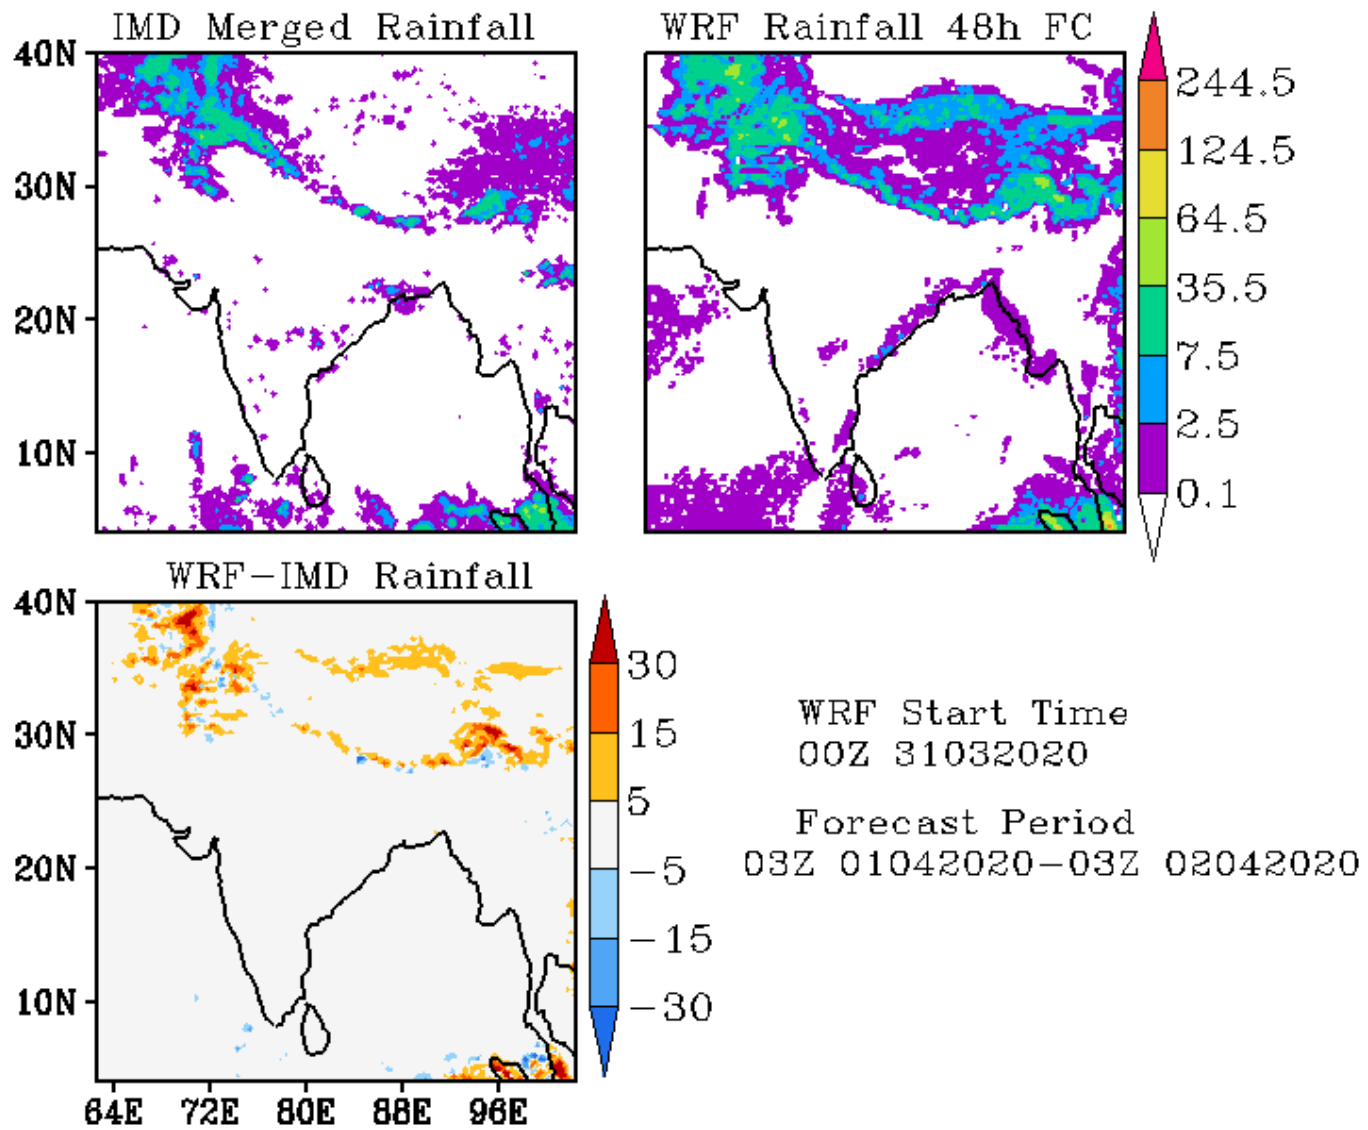 IMD Merged Rainfall
WRF Rainfall 48h FC
40N
30N
20N
10N
244.5
124.5
64.5
35.5
7.5
2.5
0.1
WRF-IMD Rainfall
40N
30N
20N
10N
64E 72E 80E 88E 96E
30
15
5
-5
-15
-30
WRF Start Time
00Z 31032020
Forecast Period
03Z 01042020-03Z 02042020